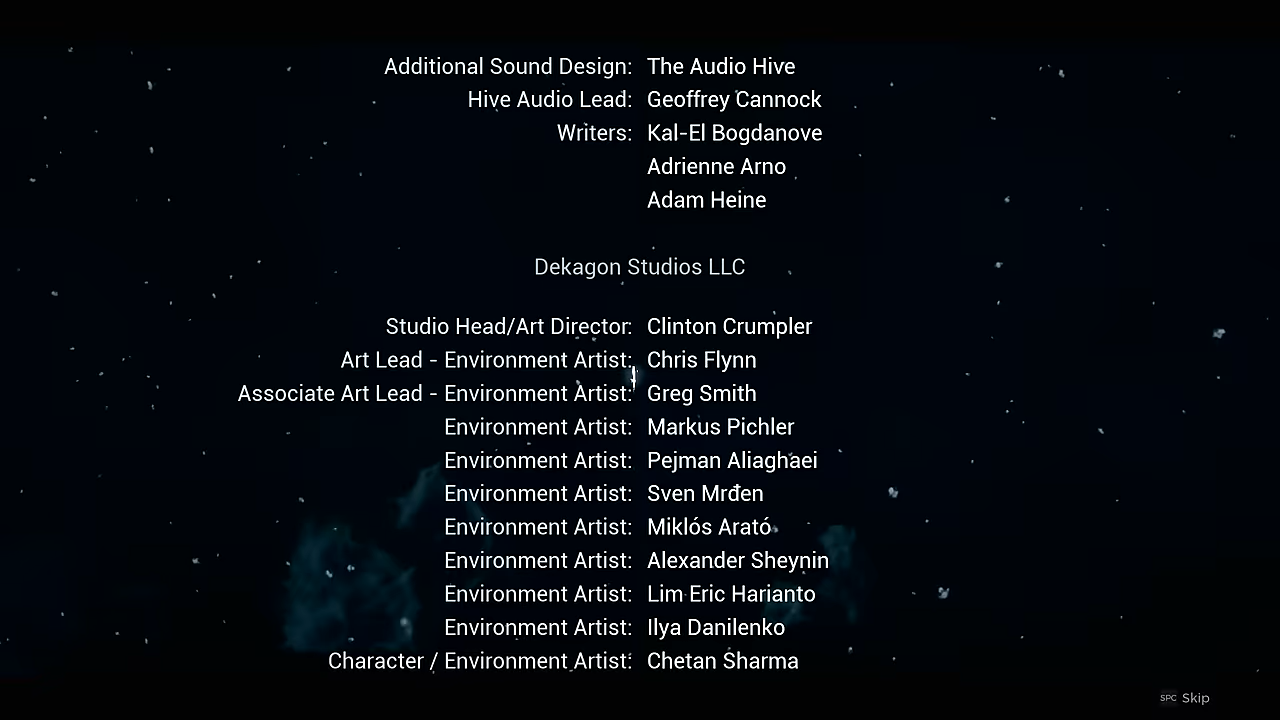 Additional Sound Design: The Audio Hive
Hive Audio Lead: Geoffrey Cannock
Writers: Kal-El Bogdanove
Adrienne Arno
Adam Heine
Dekagon Studios LLC
Studio Head/Art Director: Clinton Crumpler
Art Lead - Environment Artist: Chris Flynn
Associate Art Lead - Environment Artist: Greg Smith
Environment Artist: Markus Pichler
Environment Artist: Pejman Aliaghaei
Environment Artist: Sven Mrđen
Environment Artist: Miklós Arató
Environment Artist: Alexander Sheynin
Environment Artist: Lim Eric Harianto
Environment Artist: Ilya Danilenko
Character / Environment Artist: Chetan Sharma
SPC Skip